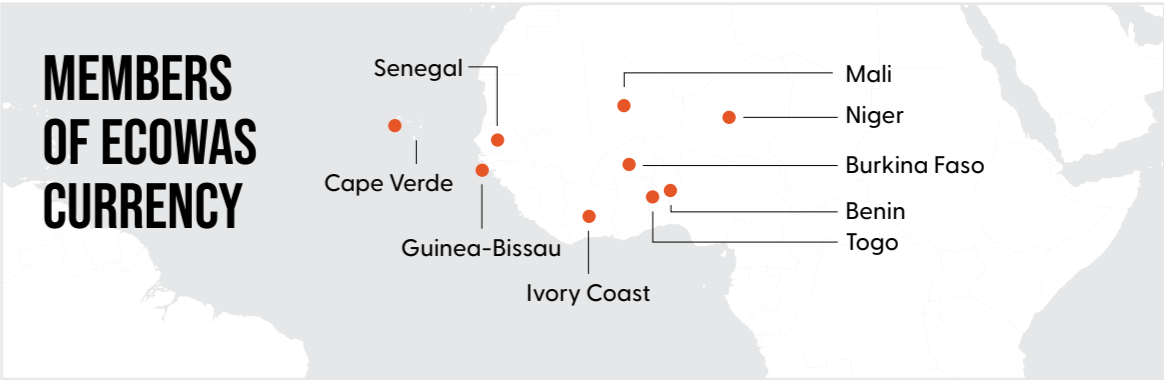 MEMBERS
OF ECOWAS
CURRENCY
Senegal
Cape Verde
Guinea-Bissau
Ivory Coast
Mali
Niger
Burkina Faso
Benin
Togo